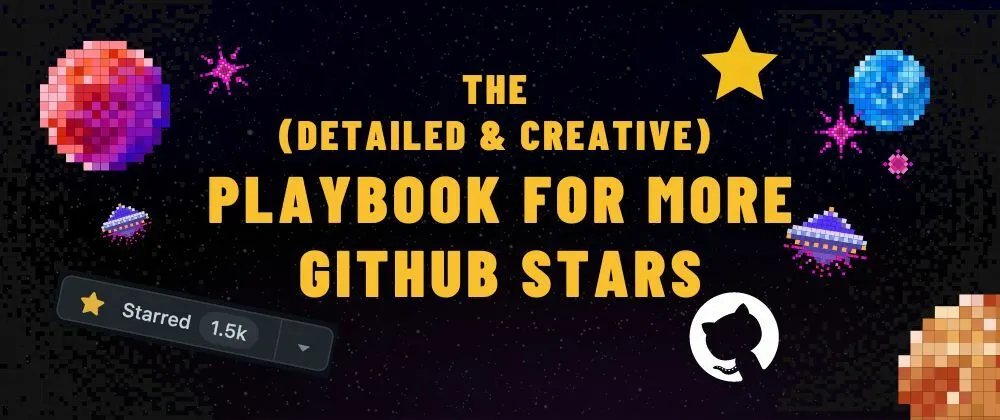 THE
(DETAILED & CREATIVE)
PLAYBOOK FOR MORE
GITHUB STARS
Starred 1.5k